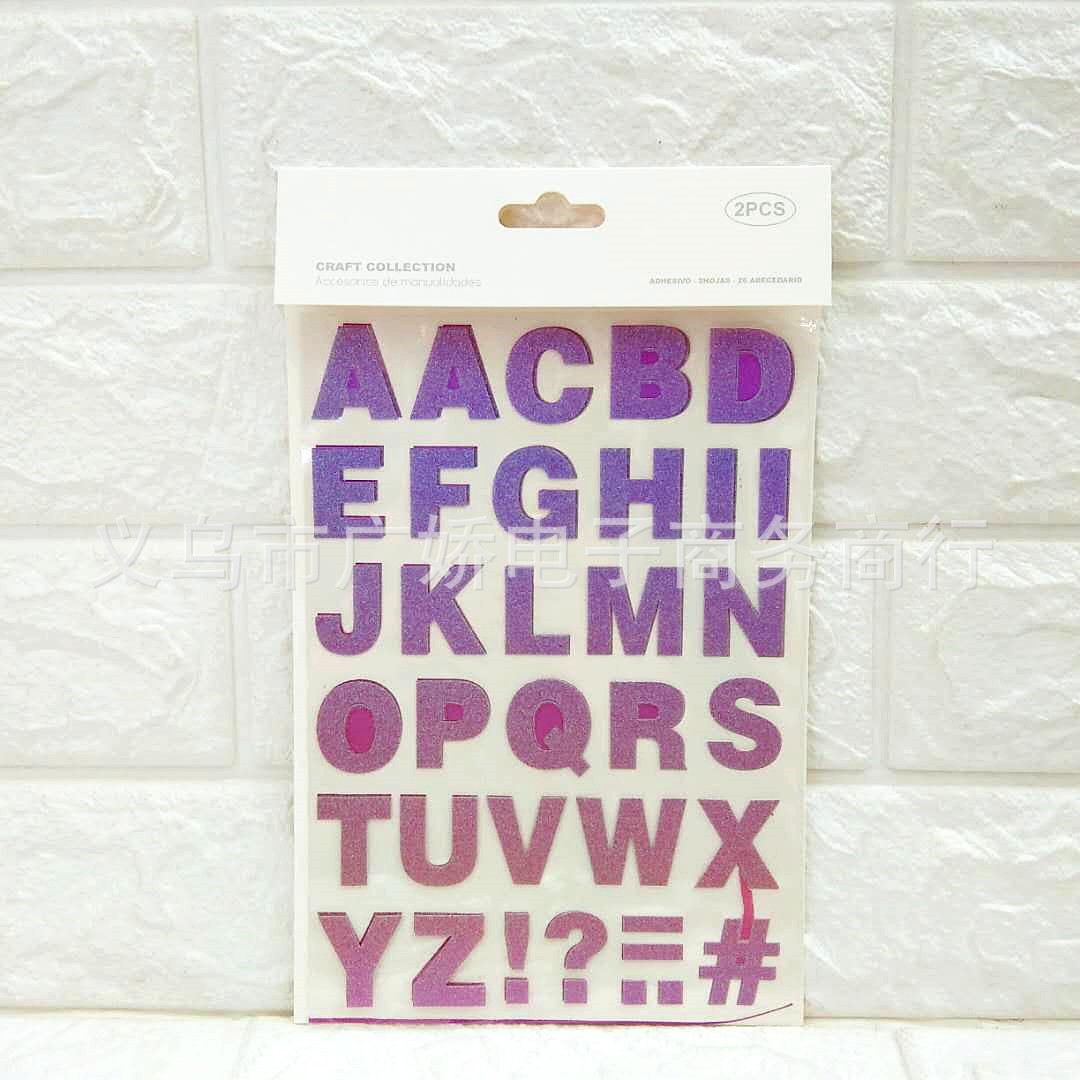 2PCS
CRAFT COLLECTION
Accesorios de manualidades
ADHESIVO - 2HOJAS - 26 ABECEDARIO
AACBD
EFGHII
JKLMN
OPQRS
TUVWX
YZ!?=:.#
义乌市广娇电子商务商行